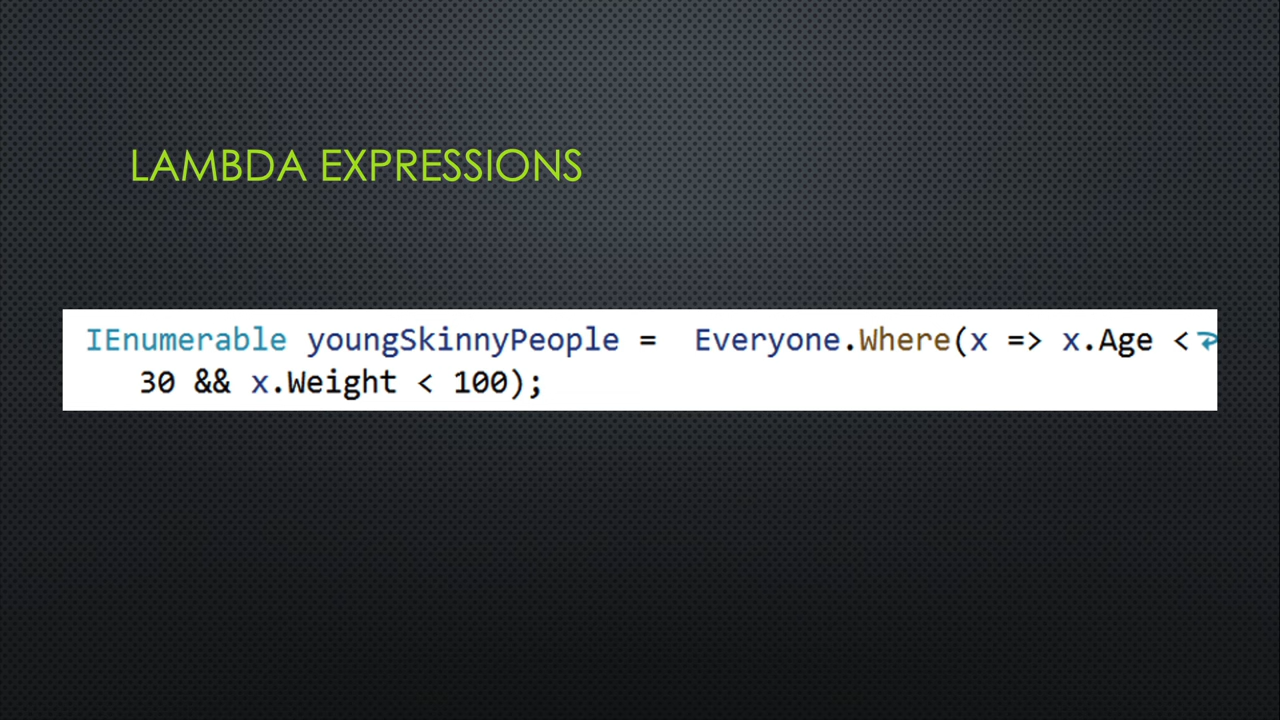 LAMBDA EXPRESSIONS
IEnumerable youngSkinnyPeople =  Everyone.Where(x => x.Age <
30 && x.Weight < 100);